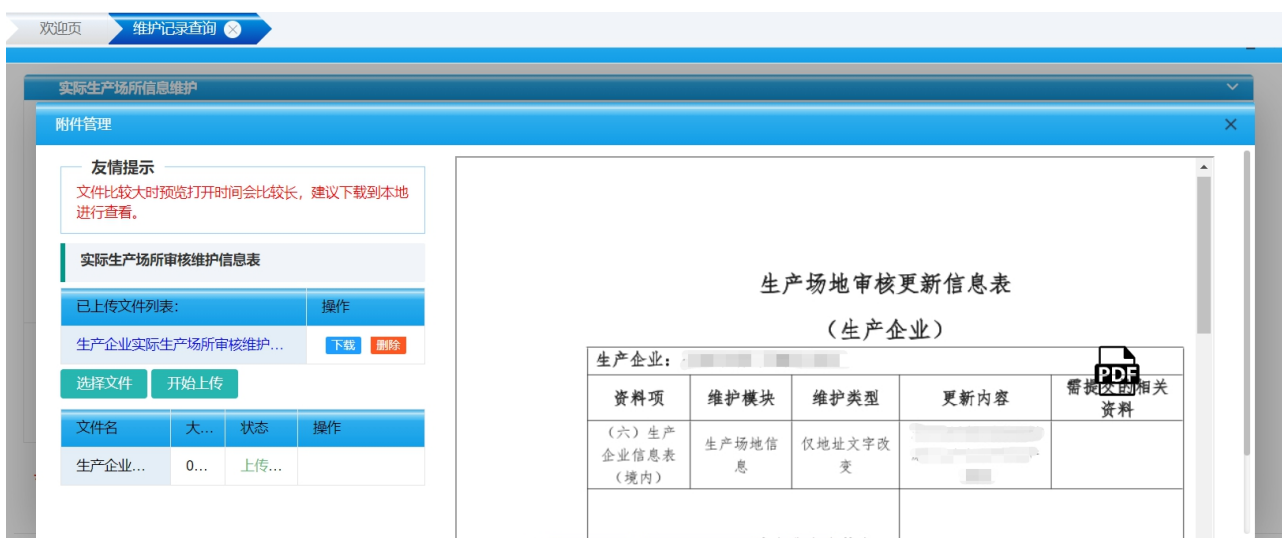 欢迎页
维护记录查询
实际生产场所信息维护
附件管理
友情提示
文件比较大时预览打开时间会比较长，建议下载到本地
进行查看。
实际生产场所审核维护信息表
已上传文件列表：
操作
生产企业实际生产场所审核维护...
下载
删除
选择文件
开始上传
文件名
大...
状态
操作
生产企业...
0...
上传...
生产场地审核更新信息表
（生产企业）
生产企业：
资料项
维护模块
维护类型
更新内容
需提交的相关
资料
PDF
（六）生产
企业信息表
（境内）
生产场地信
息
仅地址文字改
变